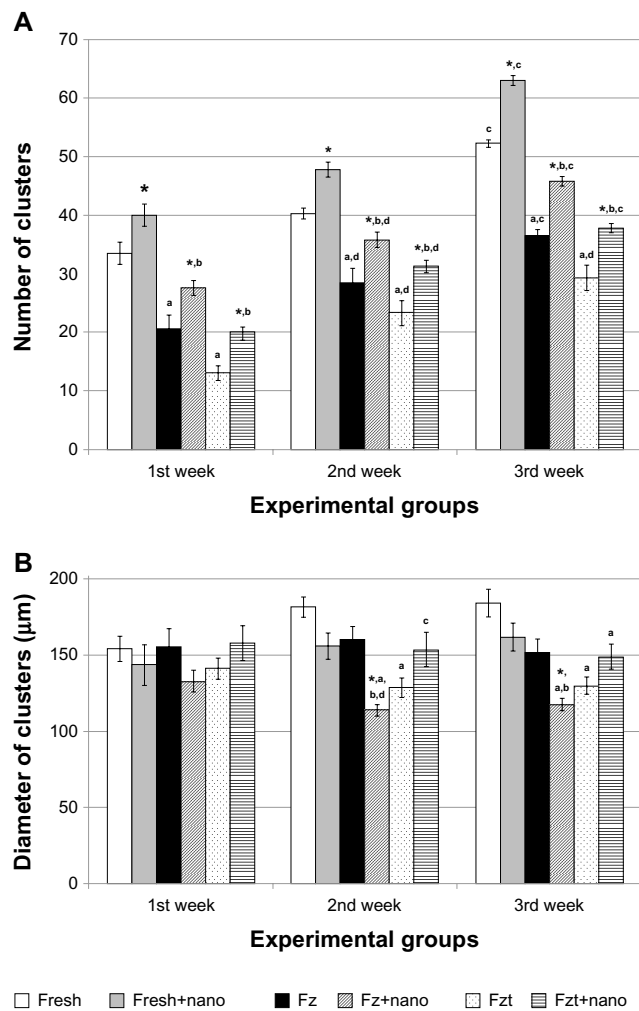 A
70
60
50
40
30
20
10
0
Number of clusters
*
a
*,b
a
*,b
*
a,d
*,b,d
a,d
*,b,d
c
*,c
a,c
*,b,c
a,d
*,b,c
1st week 2nd week 3rd week
Experimental groups
B
200
150
100
50
0
Diameter of clusters (µm)
*,a,
b,d
a
c
*,
a,b
a
a
1st week 2nd week 3rd week
Experimental groups
Fresh Fresh+nano Fz Fz+nano Fzt Fzt+nano